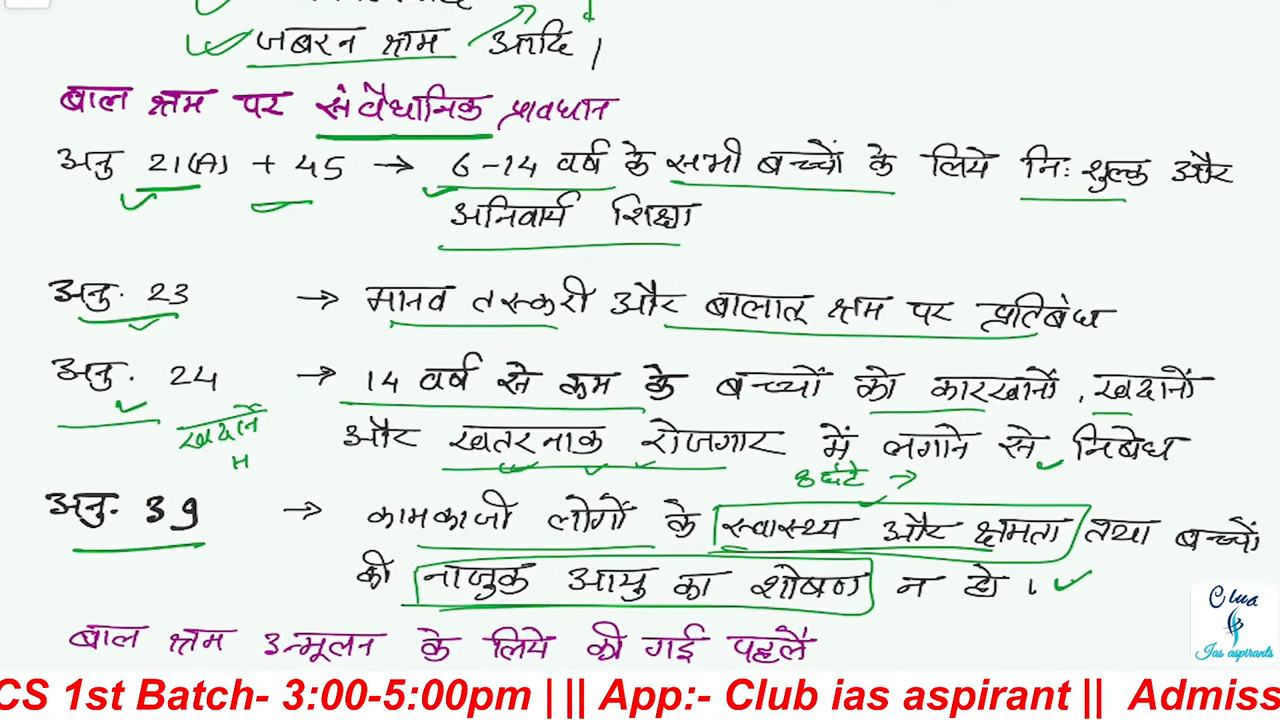 जबरन श्रम आदि।
बाल श्रम पर संवैधानिक प्रावधान
अनु 21(A) + 45 → 6-14 वर्ष के सभी बच्चों के लिये निः शुल्क और
अनिवार्य शिक्षा
अनु. 23 → मानव तस्करी और बालात् श्रम पर प्रतिबंध
अनु. 24 → 14 वर्ष से कम के बच्चों को कारखानों, खदानों
खदानें
और खतरनाक रोजगार में लगाने से निषेध
8 घंटे →
अनु. 39 → कामकाजी लोगों के स्वास्थ्य और क्षमता तथा बच्चों
की नाजुक आयु का शोषण न हो।
बाल श्रम उन्मूलन के लिये की गई पहलें
Club
Ias aspirants
CS 1st Batch- 3:00-5:00pm | || App:- Club ias aspirant || Admiss